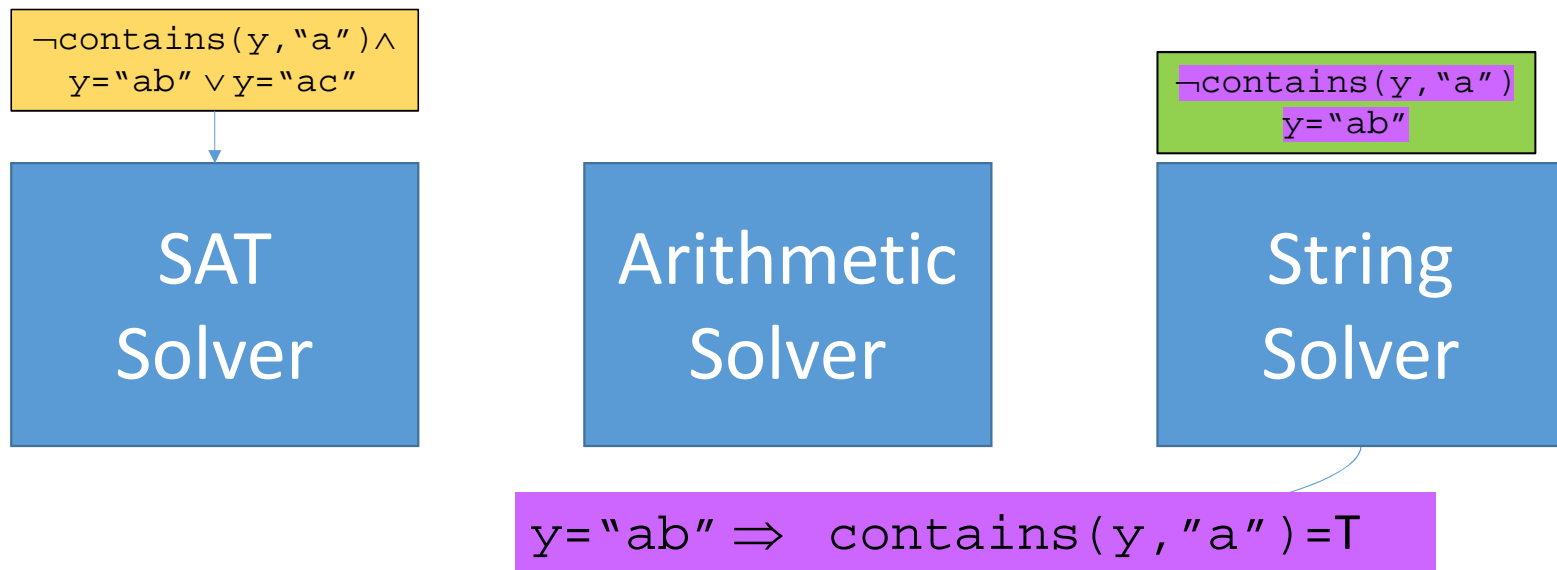 ¬contains(y,“a”)∧
y=“ab” ∨ y=“ac”
¬contains(y,“a”)
y=“ab”
SAT
Solver
Arithmetic
Solver
String
Solver
y=“ab” ⇒ contains(y,”a”)=T